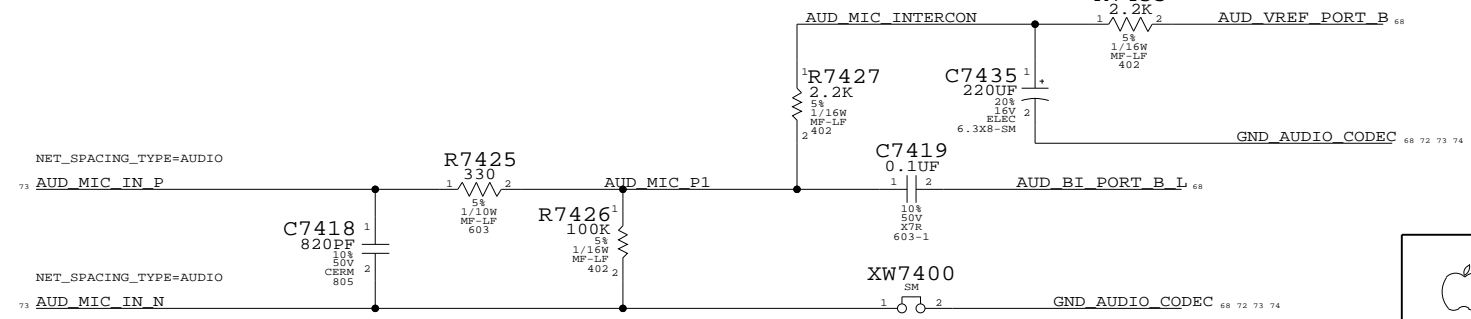 2.2K
AUD_MIC_INTERCON
1
2
AUD_VREF_PORT_B 68
5%
1/16W
MF-LF
402
1
R7427
2.2K
5%
1/16W
MF-LF
402
2
C7435
220UF
20%
16V
ELEC
6.3X8-SM
1
+
2
GND_AUDIO_CODEC 68 72 73 74
NET_SPACING_TYPE=AUDIO
73 AUD_MIC_IN_P
R7425
330
1
2
5%
1/10W
MF-LF
603
AUD_MIC_P1
C7419
0.1UF
1
2
10%
50V
X7R
603-1
AUD_BI_PORT_B_L 68
C7418
820PF
10%
50V
CERM
805
1
2
R7426
100K
5%
1/16W
MF-LF
402
1
2
NET_SPACING_TYPE=AUDIO
73 AUD_MIC_IN_N
XW7400
SM
1
2
GND_AUDIO_CODEC 68 72 73 74